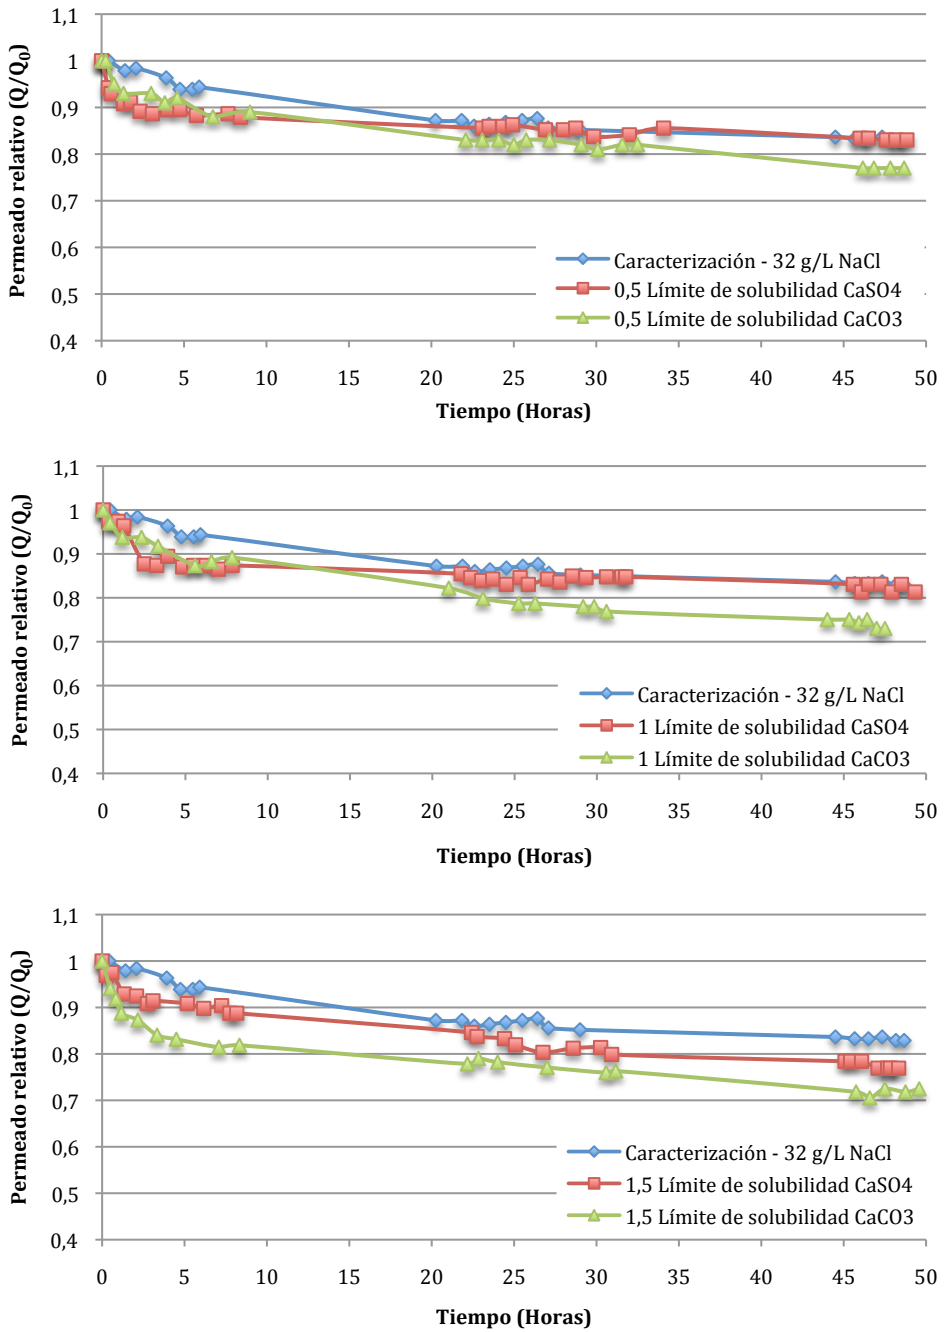 1,1
1
0,9
0,8
0,7
0,6
0,5
0,4
Permeado relativo (Q/Q0)
Caracterización - 32 g/L NaCl
0,5 Límite de solubilidad CaSO4
0,5 Límite de solubilidad CaCO3
0 5 10 15 20 25 30 35 40 45 50
Tiempo (Horas)
1,1
1
0,9
0,8
0,7
0,6
0,5
0,4
Permeado relativo (Q/Q0)
Caracterización - 32 g/L NaCl
1 Límite de solubilidad CaSO4
1 Límite de solubilidad CaCO3
0 5 10 15 20 25 30 35 40 45 50
Tiempo (Horas)
1,1
1
0,9
0,8
0,7
0,6
0,5
0,4
Permeado relativo (Q/Q0)
Caracterización - 32 g/L NaCl
1,5 Límite de solubilidad CaSO4
1,5 Límite de solubilidad CaCO3
0 5 10 15 20 25 30 35 40 45 50
Tiempo (Horas)